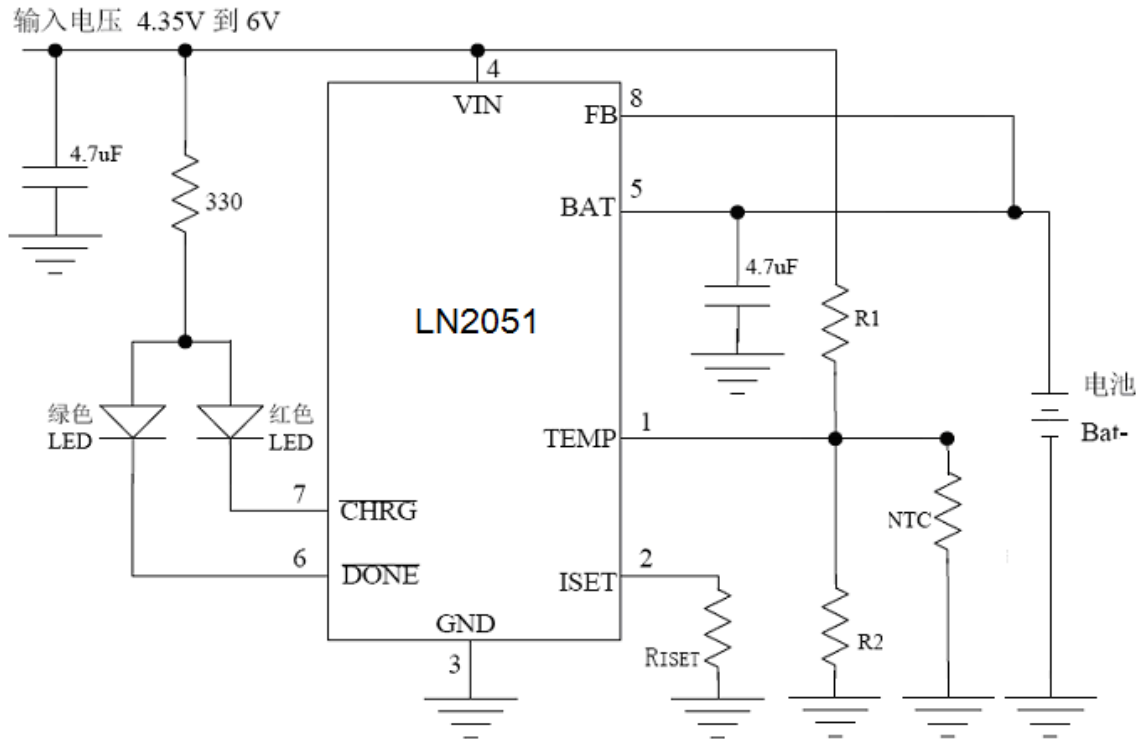 输入电压 4.35V 到 6V
4
VIN
8
FB
4.7uF
330
5
BAT
4.7uF
LN2051
R1
电池
Bat-
绿色
LED
红色
LED
1
TEMP
7
CHRG
NTC
6
DONE
2
ISET
GND
3
RISET
R2